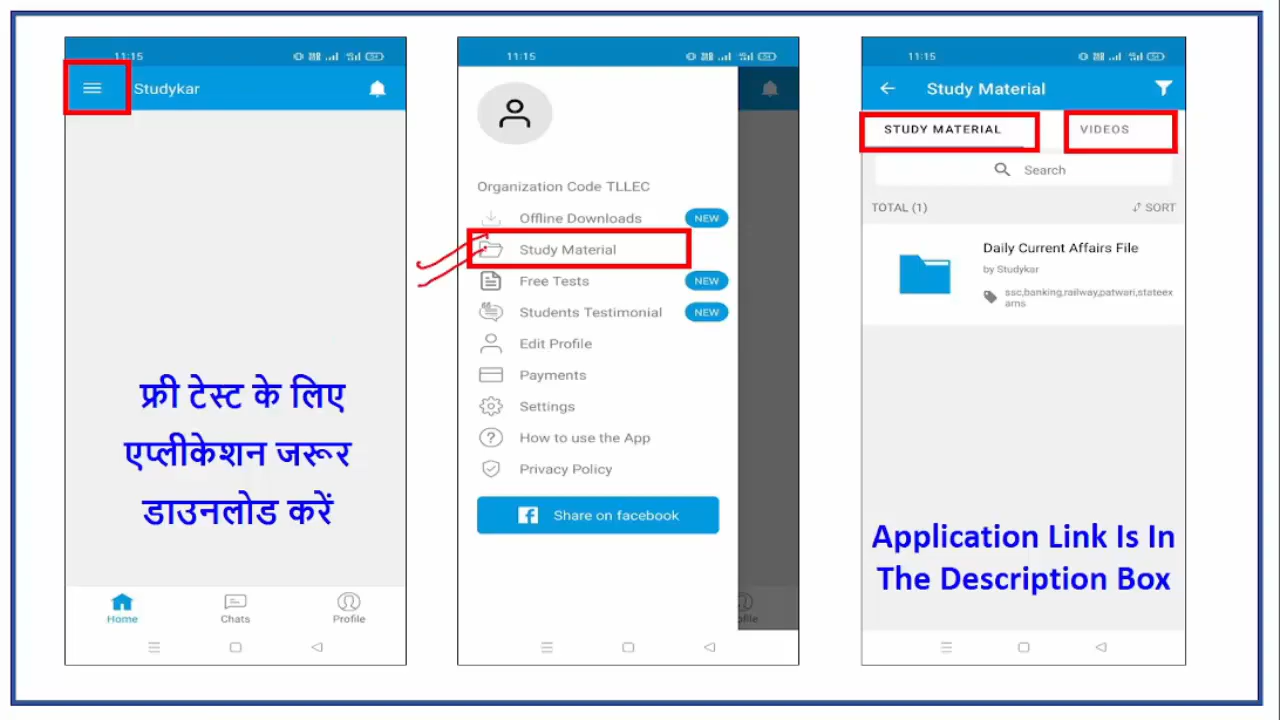 11:15
Studykar
फ्री टेस्ट के लिए
एप्लीकेशन जरूर
डाउनलोड करें
Home
Chats
Profile
11:15
Organization Code TLLEC
Offline Downloads NEW
Study Material
Free Tests NEW
Students Testimonial NEW
Edit Profile
Payments
Settings
How to use the App
Privacy Policy
Share on facebook
11:15
Study Material
STUDY MATERIAL VIDEOS
Search
TOTAL (1) SORT
Daily Current Affairs File
by Studykar
ssc,banking,railway,patwari,stateex
ams
Application Link Is In
The Description Box